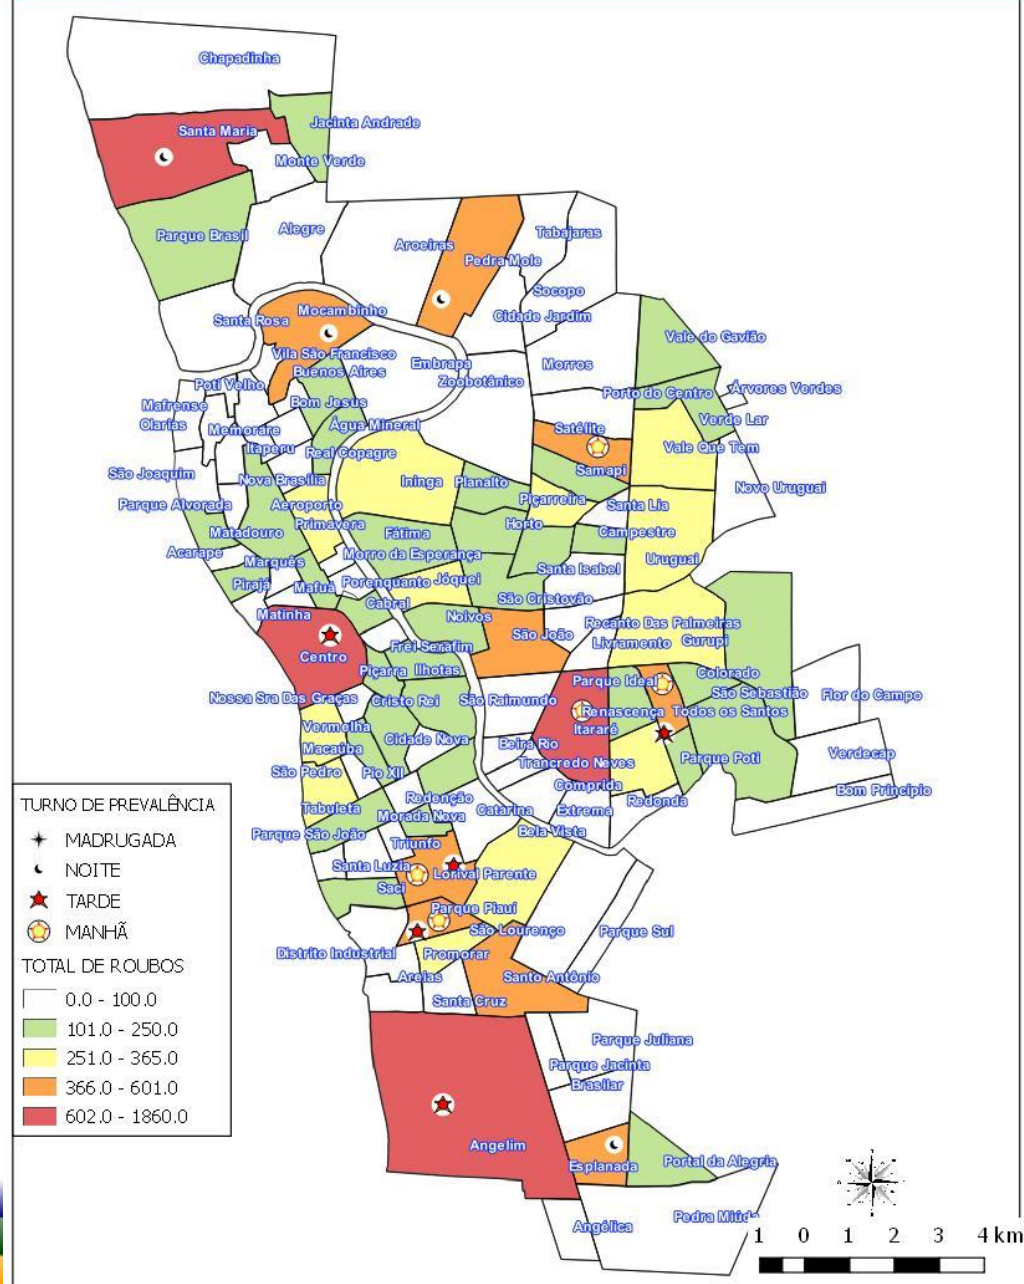 Chapadinha
Santa Maria
Jacinta Andrade
Monte Verde
Parque Brasil
Alegre
Aroeiras
Tabajaras
Pedra Mole
Socopo
Santa Rosa
Mocambinho
Cidade Jardim
Vale do Gavião
Vila São Francisco
Buenos Aires
Embrapa
Morros
Poti Velho
Zoobotânico
Porto do Centro
Árvores Verdes
Mafrense
Bom Jesus
Olarias
Memorare
Água Mineral
Satélite
Verde Lar
Itaperu
Real Copagre
Vale Que Tem
São Joaquim
Nova Brasília
Ininga
Planalto
Samapi
Novo Uruguai
Parque Alvorada
Aeroporto
Piçarreira
Santa Lia
Primavera
Horto
Matadouro
Fátima
Campestre
Acarape
Marquês
Morro da Esperança
Santa Isabel
Uruguai
Pirajá
Mafuá
Porenquanto
Jóquei
Cabral
São Cristovão
Matinha
Noivos
São João
Recanto Das Palmeiras
Centro
Frei Serafim
Livramento
Gurupi
Piçarra
Ilhotas
Parque Ideal
Colorado
Nossa Sra Das Graças
Cristo Rei
São Raimundo
São Sebastião
Flor do Campo
Renascença
Todos os Santos
Vermelha
Cidade Nova
Beira Rio
Itararé
Macaúba
Trancredo Neves
Parque Poti
Verdecap
São Pedro
Pio XII
Comprida
Bom Principio
Tabuleta
Redenção
Catarina
Extrema
Redonda
Morada Nova
Parque São João
Triunfo
Bela Vista
Santa Luzia
Lorival Parente
Saci
Parque Piauí
São Lourenço
Parque Sul
Distrito Industrial
Promorar
Areias
Santo Antônio
Santa Cruz
Parque Juliana
Parque Jacinta
Brasilar
Angelim
Esplanada
Portal da Alegria
Angélica
Pedra Miúda
TURNO DE PREVALÊNCIA
MADRUGADA
NOITE
TARDE
MANHÃ
TOTAL DE ROUBOS
0.0 - 100.0
101.0 - 250.0
251.0 - 365.0
366.0 - 601.0
602.0 - 1860.0
1 0 1 2 3 4 km